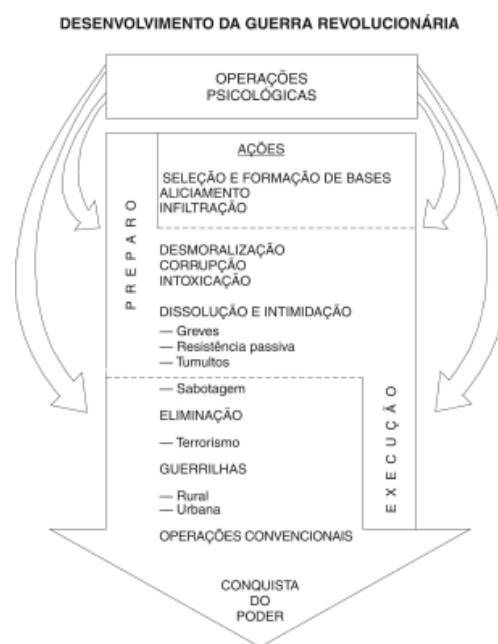 DESENVOLVIMENTO DA GUERRA REVOLUCIONÁRIA
OPERAÇÕES
PSICOLÓGICAS
PREPARO
AÇÕES
SELEÇÃO E FORMAÇÃO DE BASES
ALICIAMENTO
INFILTRAÇÃO
DESMORALIZAÇÃO
CORRUPÇÃO
INTOXICAÇÃO
DISSOLUÇÃO E INTIMIDAÇÃO
— Greves
— Resistência passiva
— Tumultos
— Sabotagem
ELIMINAÇÃO
— Terrorismo
GUERRILHAS
— Rural
— Urbana
OPERAÇÕES CONVENCIONAIS
EXECUÇÃO
CONQUISTA
DO
PODER